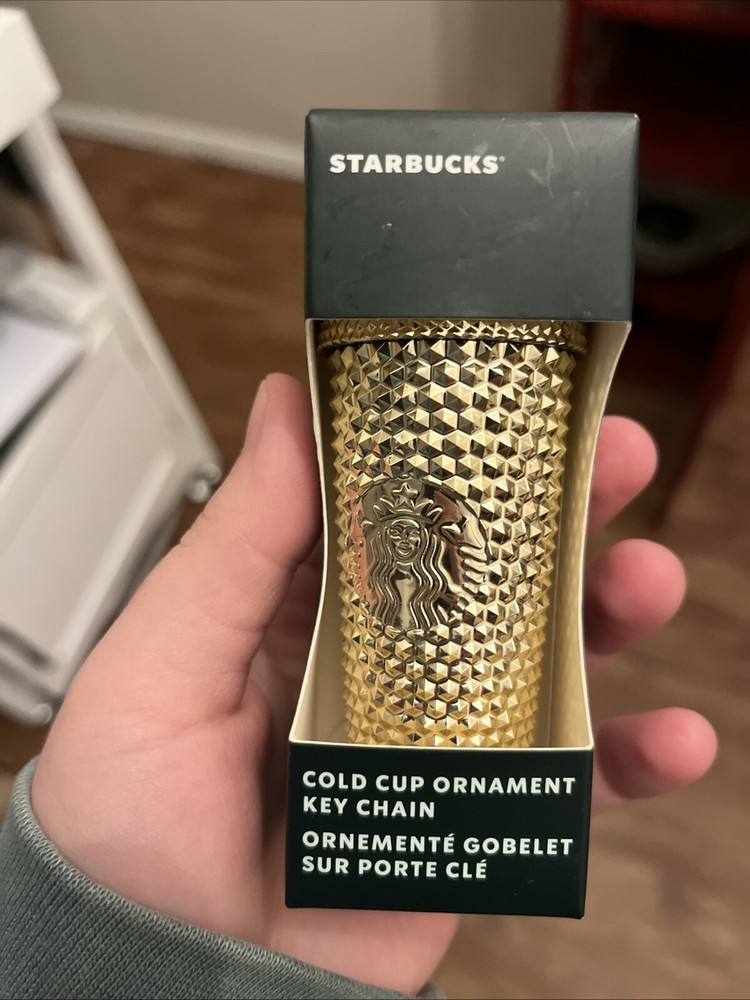 STARBUCKS®
COLD CUP ORNAMENT
KEY CHAIN
ORNEMENTÉ GOBELET
SUR PORTE CLÉ